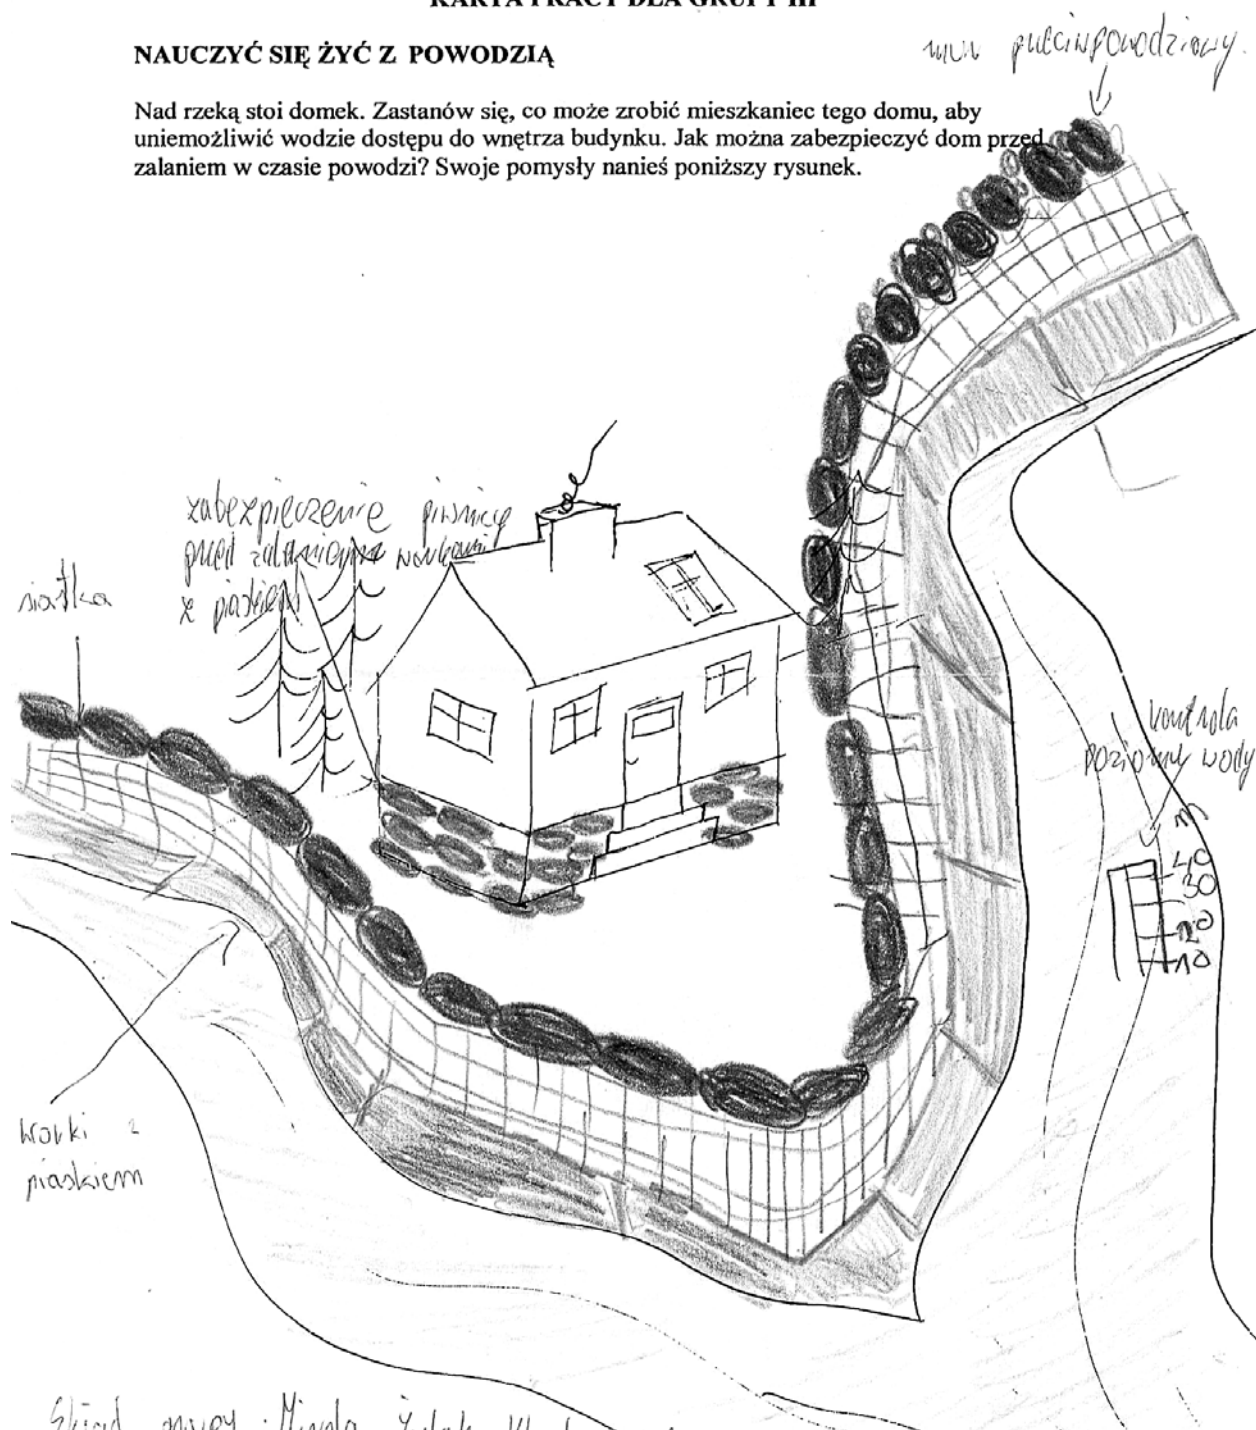 KARTA PRACY DLA GRUPY III
NAUCZYĆ SIĘ ŻYĆ Z POWODZIĄ
Nad rzeką stoi domek. Zastanów się, co może zrobić mieszkaniec tego domu, aby
uniemożliwić wodzie dostępu do wnętrza budynku. Jak można zabezpieczyć dom przed
zalaniem w czasie powodzi? Swoje pomysły nanieś poniższy rysunek.
mur przeciwpowodziowy.
zabezpieczenie piwnicy
przed zalaniem workami
z piaskiem
siatka
kontrola
poziomu wody
m
40
30
20
10
worki z
piaskiem
Skład grupy: